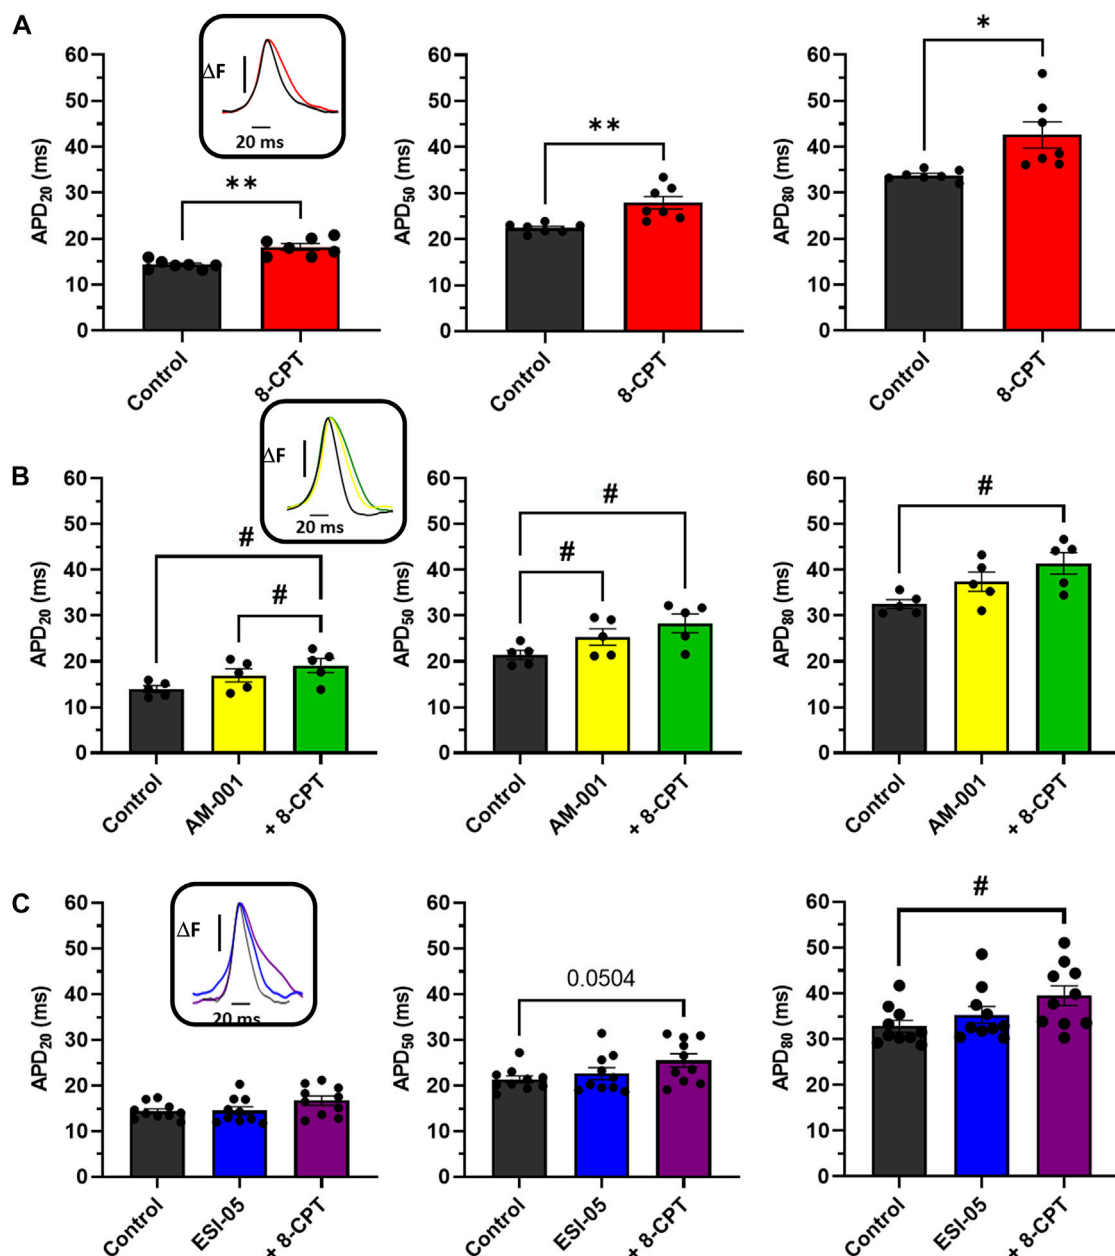 A
ΔF
20 ms
**
**
*
APD20 (ms)
60
50
40
30
20
10
0
Control
8-CPT
APD50 (ms)
60
50
40
30
20
10
0
Control
8-CPT
APD80 (ms)
60
50
40
30
20
10
0
Control
8-CPT
B
ΔF
20 ms
#
#
APD20 (ms)
60
50
40
30
20
10
0
Control
AM-001
+ 8-CPT
#
#
APD50 (ms)
60
50
40
30
20
10
0
Control
AM-001
+ 8-CPT
#
APD80 (ms)
60
50
40
30
20
10
0
Control
AM-001
+ 8-CPT
C
ΔF
20 ms
APD20 (ms)
60
50
40
30
20
10
0
Control
ESI-05
+ 8-CPT
0.0504
APD50 (ms)
60
50
40
30
20
10
0
Control
ESI-05
+ 8-CPT
#
APD80 (ms)
60
50
40
30
20
10
0
Control
ESI-05
+ 8-CPT